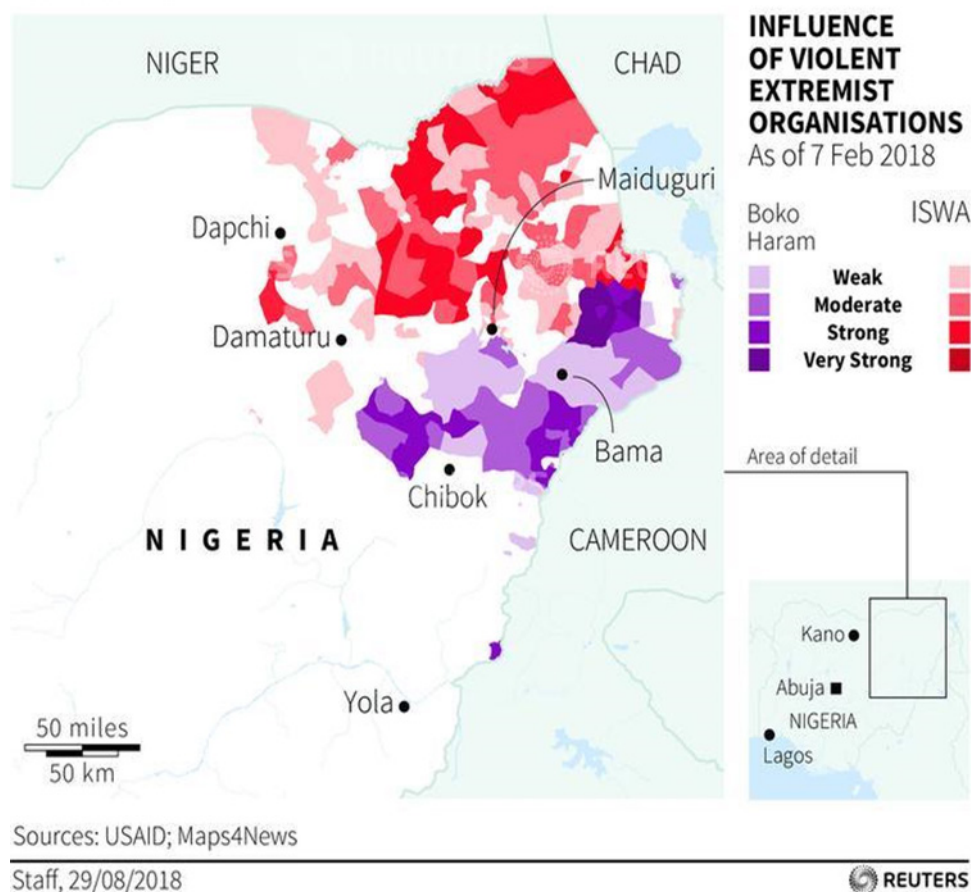 INFLUENCE
OF VIOLENT
EXTREMIST
ORGANISATIONS
As of 7 Feb 2018
Boko
Haram
ISWA
Weak
Moderate
Strong
Very Strong
NIGER
CHAD
Maiduguri
Dapchi
Damaturu
Bama
Chibok
NIGERIA
CAMEROON
Yola
50 miles
50 km
Area of detail
Kano
Abuja
NIGERIA
Lagos
Sources: USAID; Maps4News
Staff, 29/08/2018
REUTERS